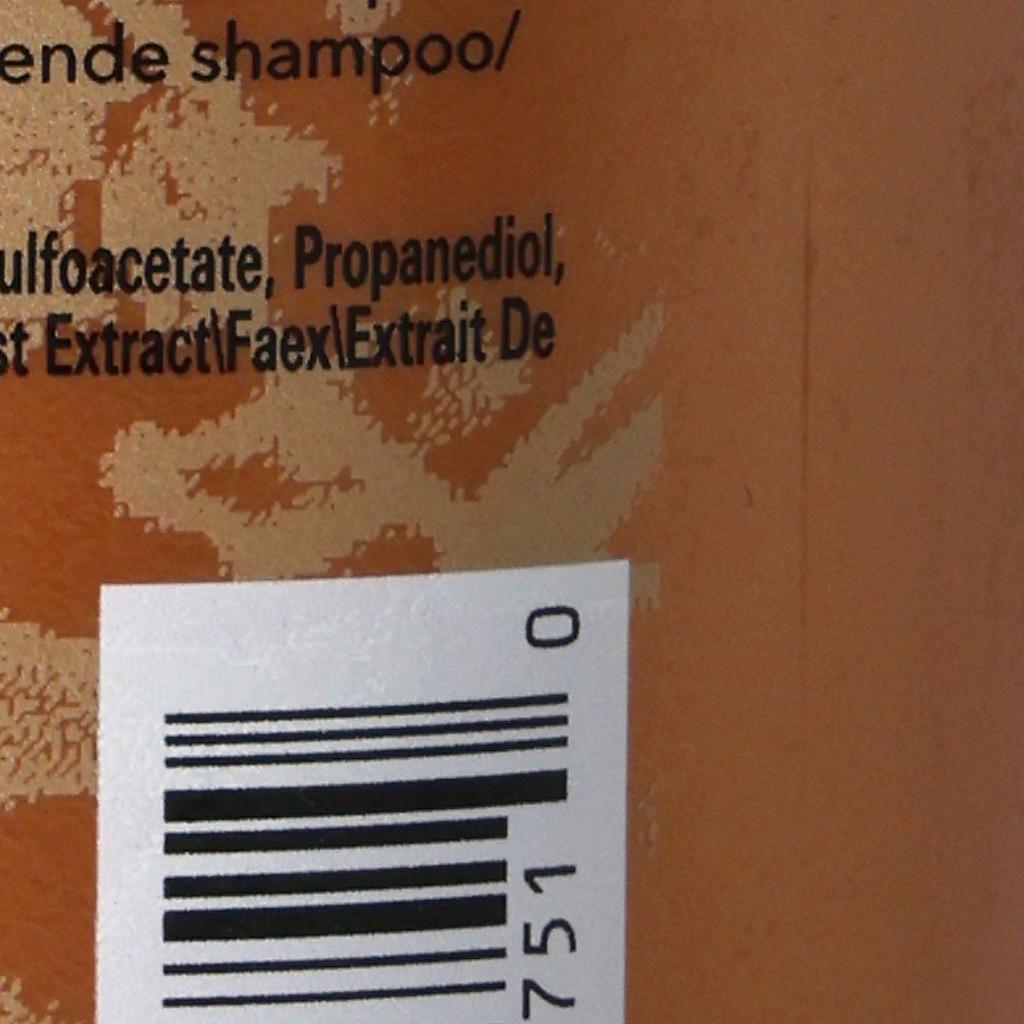 ende shampoo/
ulfoacetate, Propanediol,
st Extract\Faex\Extrait De
0
751